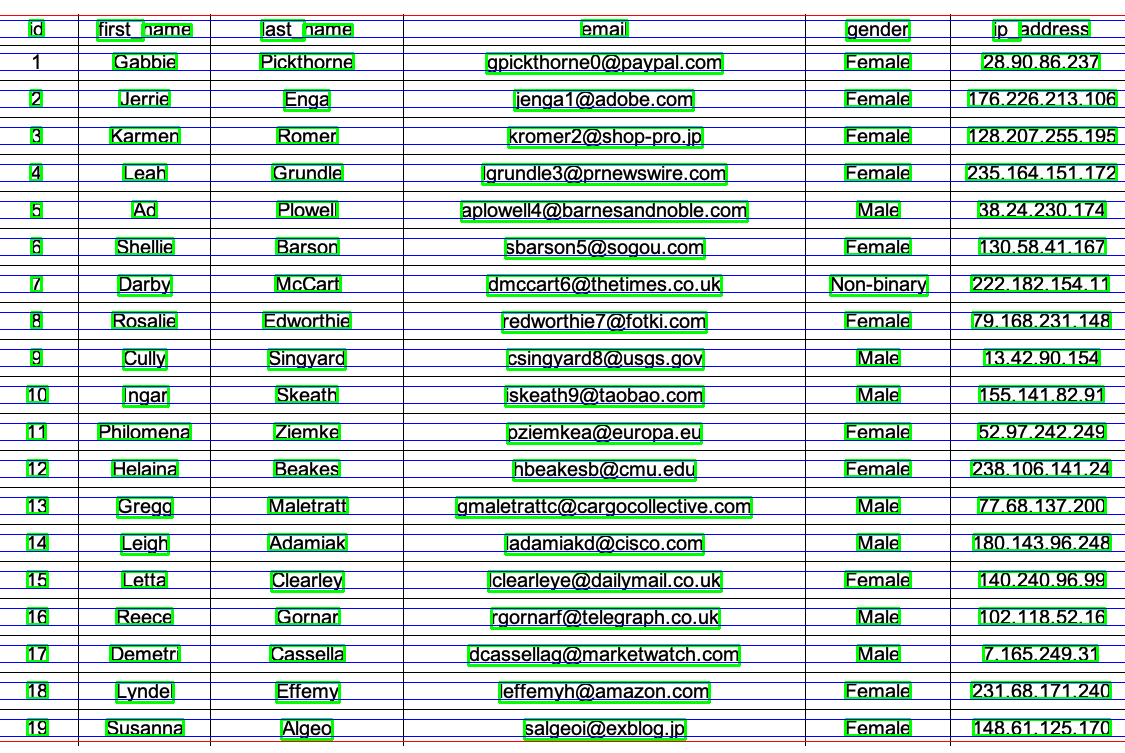 id first_name last_name email gender ip_address
1 Gabbie Pickthorne gpickthorne0@paypal.com Female 28.90.86.237
2 Jerrie Enga jenga1@adobe.com Female 176.226.213.106
3 Karmen Romer kromer2@shop-pro.jp Female 128.207.255.195
4 Leah Grundle lgrundle3@prnewswire.com Female 235.164.151.172
5 Ad Plowell aplowell4@barnesandnoble.com Male 38.24.230.174
6 Shellie Barson sbarson5@sogou.com Female 130.58.41.167
7 Darby McCart dmccart6@thetimes.co.uk Non-binary 222.182.154.11
8 Rosalie Edworthie redworthie7@fotki.com Female 79.168.231.148
9 Cully Singyard csingyard8@usgs.gov Male 13.42.90.154
10 Ingar Skeath iskeath9@taobao.com Male 155.141.82.91
11 Philomena Ziemke pziemkea@europa.eu Female 52.97.242.249
12 Helaina Beakes hbeakesb@cmu.edu Female 238.106.141.24
13 Gregg Maletratt gmaletrattc@cargocollective.com Male 77.68.137.200
14 Leigh Adamiak ladamiakd@cisco.com Male 180.143.96.248
15 Letta Clearley lclearleye@dailymail.co.uk Female 140.240.96.99
16 Reece Gornar rgornarf@telegraph.co.uk Male 102.118.52.16
17 Demetri Cassella dcassellag@marketwatch.com Male 7.165.249.31
18 Lyndel Effemy leffemyh@amazon.com Female 231.68.171.240
19 Susanna Algeo salgeoi@exblog.jp Female 148.61.125.170